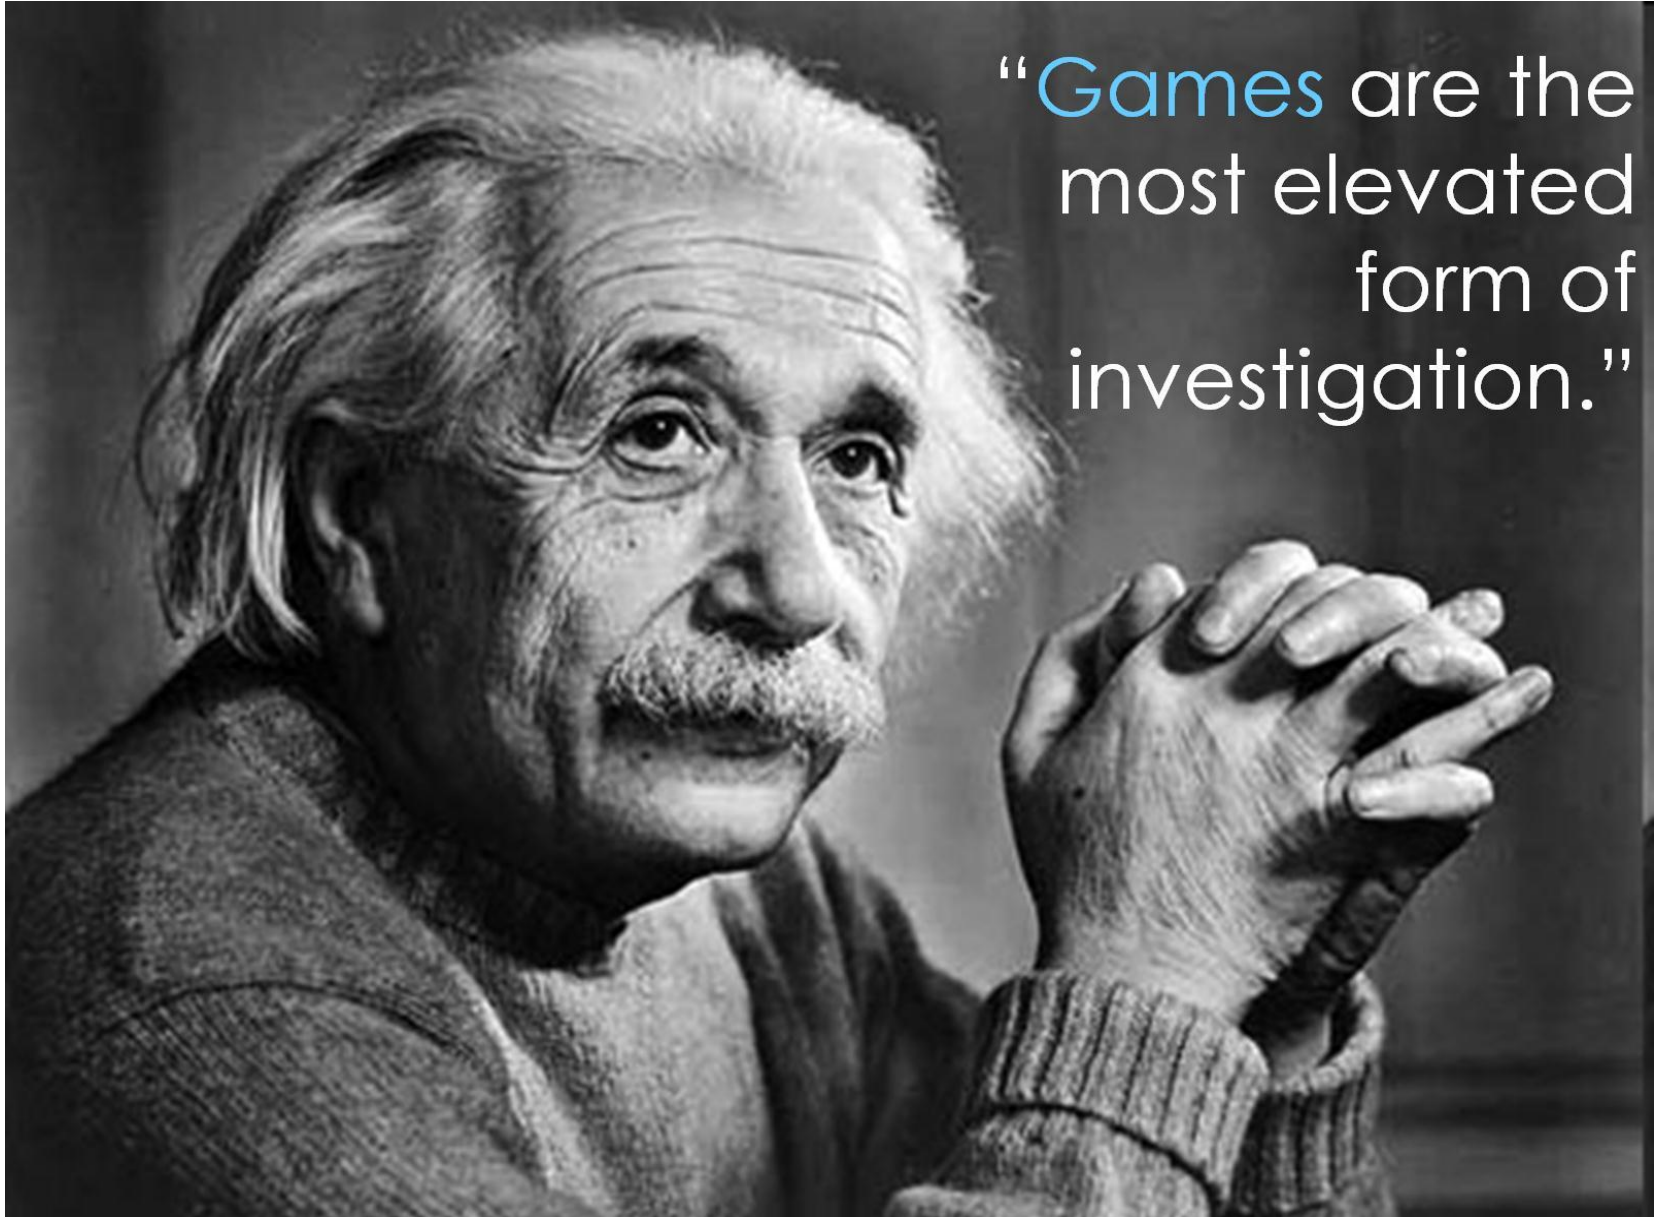 “Games are the
most elevated
form of
investigation.”